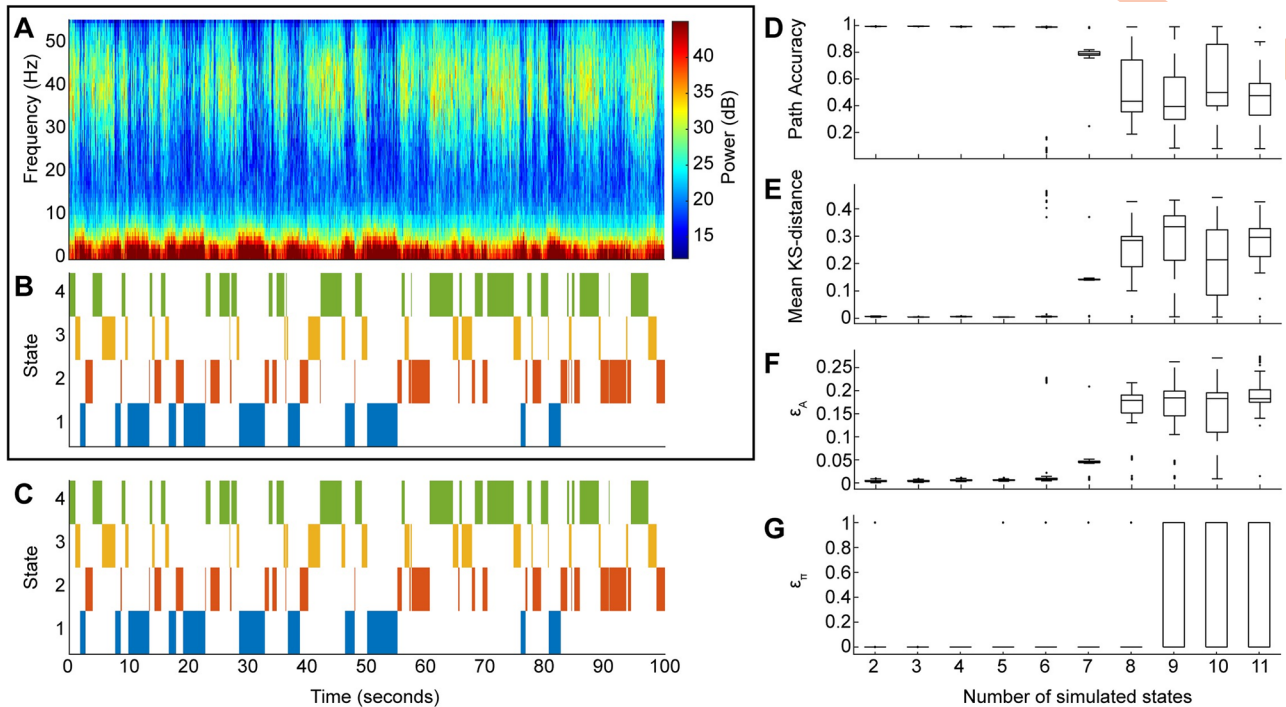 A
Frequency (Hz)
50
40
30
20
10
0
40
35
30
25
20
15
Power (dB)
B
State
4
3
2
1
C
State
4
3
2
1
0 10 20 30 40 50 60 70 80 90 100
Time (seconds)
D
Path Accuracy
1
0.8
0.6
0.4
0.2
E
Mean KS-distance
0.4
0.3
0.2
0.1
0
F
εA
0.25
0.2
0.15
0.1
0.05
0
G
επ
1
0.8
0.6
0.4
0.2
0
2 3 4 5 6 7 8 9 10 11
Number of simulated states